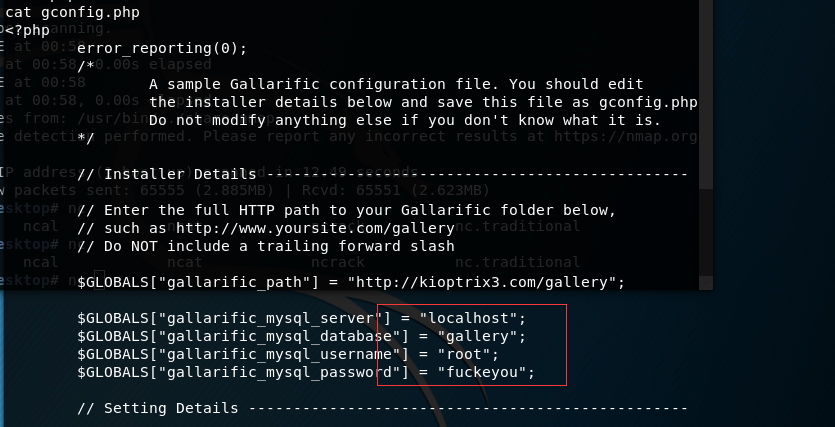 cat gconfig.php
<?php
error_reporting(0);
/*
A sample Gallarific configuration file. You should edit
the installer details below and save this file as gconfig.php
Do not modify anything else if you don't know what it is.
*/
// Installer Details -----------------------------------------------
// Enter the full HTTP path to your Gallarific folder below,
// such as http://www.yoursite.com/gallery
// Do NOT include a trailing forward slash
$GLOBALS["gallarific_path"] = "http://kioptrix3.com/gallery";
$GLOBALS["gallarific_mysql_server"] = "localhost";
$GLOBALS["gallarific_mysql_database"] = "gallery";
$GLOBALS["gallarific_mysql_username"] = "root";
$GLOBALS["gallarific_mysql_password"] = "fuckeyou";
// Setting Details -------------------------------------------------